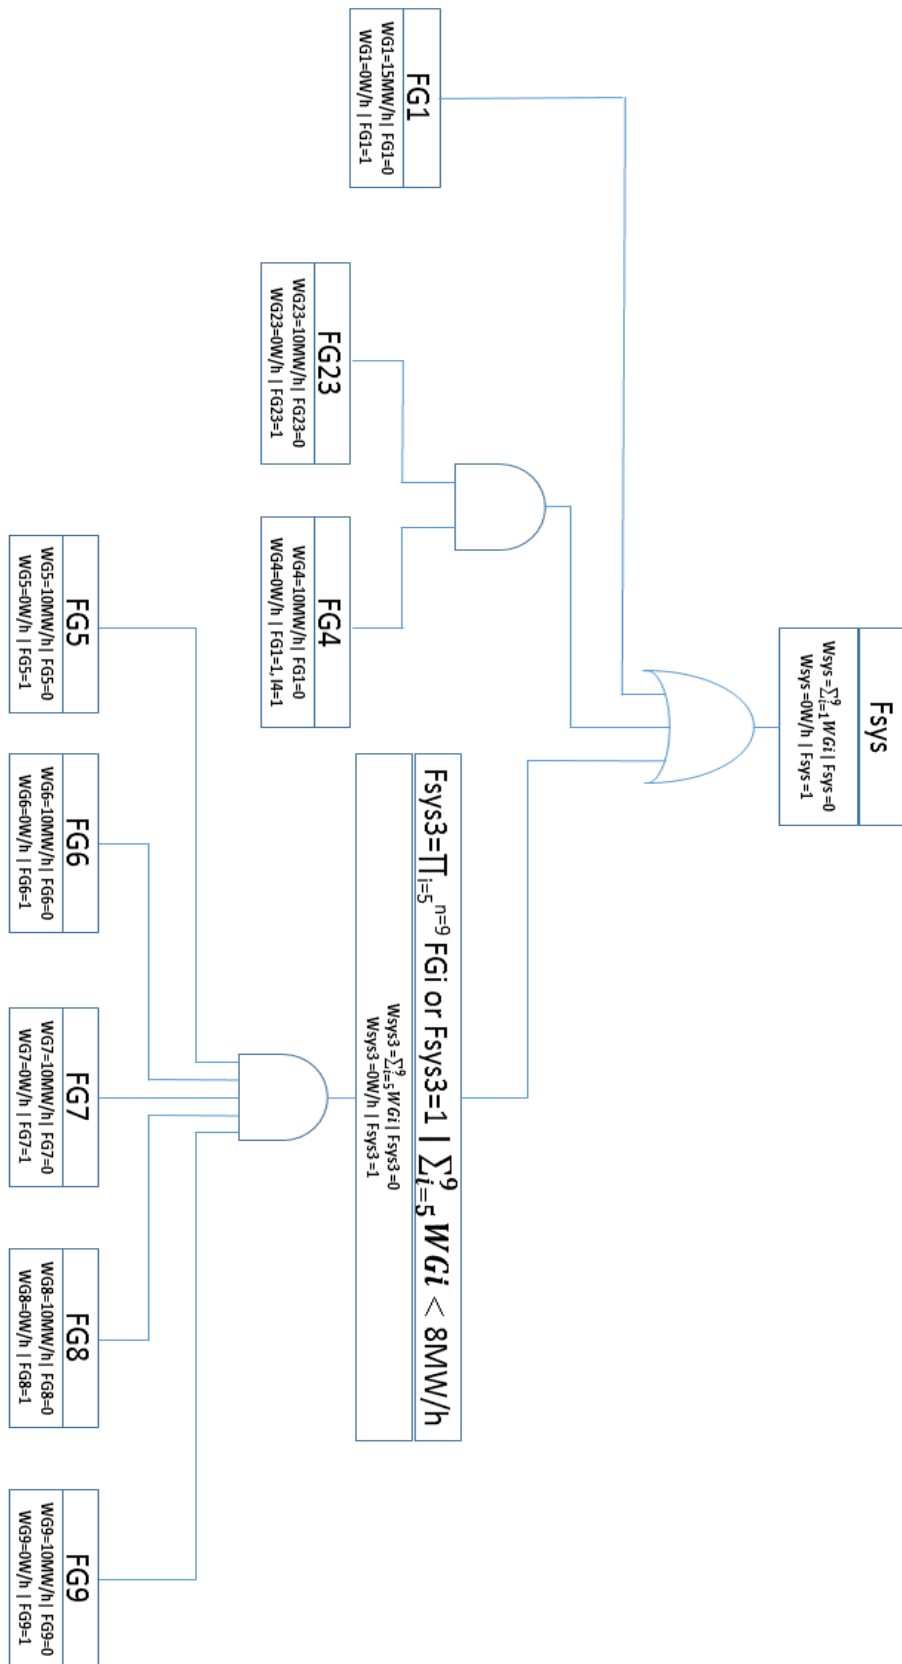 Fsys
Wsys=∑⁹ᵢ₌₁ WGi | Fsys=0
Wsys=0W/h | Fsys=1
FG1
WG1=15MW/h| FG1=0
WG1=0W/h | FG1=1
FG23
WG23=10MW/h| FG23=0
WG23=0W/h | FG23=1
FG4
WG4=10MW/h| FG1=0
WG4=0W/h | FG1=1, I4=1
Fsys3=∏ᵢ₌₅ⁿ⁼⁹ FGi or Fsys3=1 | ∑⁹ᵢ₌₅ WGi < 8MW/h
Wsys3=∑⁹ᵢ₌₅ WGi | Fsys3=0
Wsys3=0W/h | Fsys3=1
FG5
WG5=10MW/h| FG5=0
WG5=0W/h | FG5=1
FG6
WG6=10MW/h| FG6=0
WG6=0W/h | FG6=1
FG7
WG7=10MW/h| FG7=0
WG7=0W/h | FG7=1
FG8
WG8=10MW/h| FG8=0
WG8=0W/h | FG8=1
FG9
WG9=10MW/h| FG9=0
WG9=0W/h | FG9=1